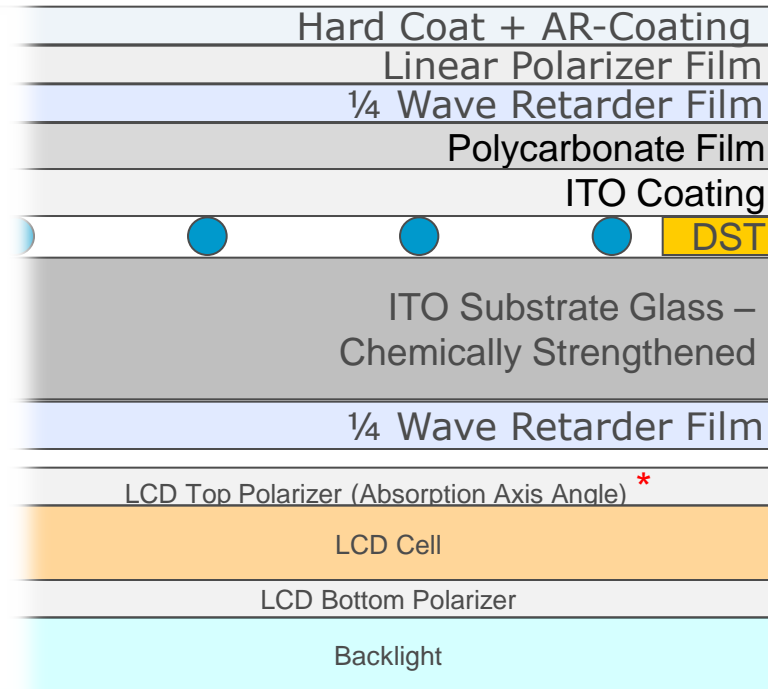 Hard Coat + AR-Coating
Linear Polarizer Film
¼ Wave Retarder Film
Polycarbonate Film
ITO Coating
DST
ITO Substrate Glass –
Chemically Strengthened
¼ Wave Retarder Film
LCD Top Polarizer (Absorption Axis Angle) *
LCD Cell
LCD Bottom Polarizer
Backlight